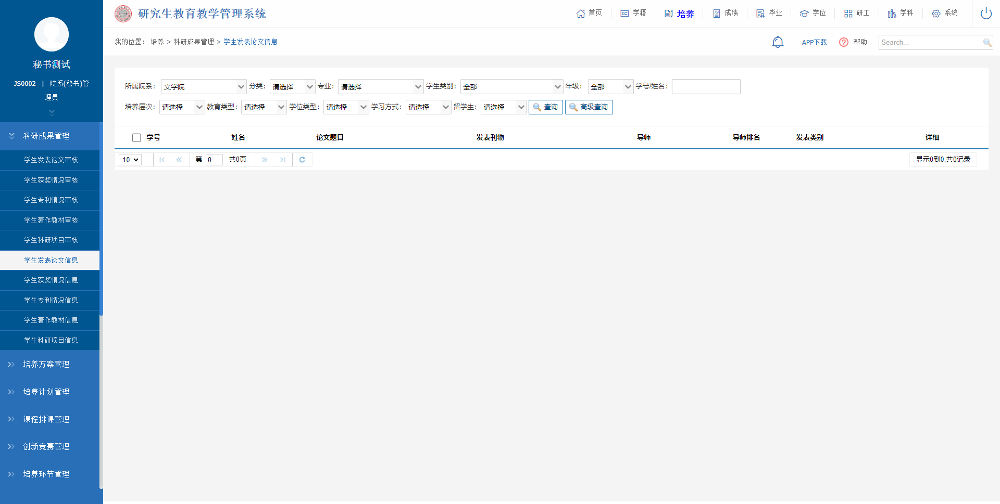 研究生教育教学管理系统
首页 学籍 培养 成绩 毕业 学位 研工 学科 系统
我的位置： 培养 > 科研成果管理 > 学生发表论文信息
APP下载 帮助 Search...
秘书测试
JS0002 | 院系(秘书)管
理员
科研成果管理
学生发表论文审核
学生获奖情况审核
学生专利情况审核
学生著作教材审核
学生科研项目审核
学生发表论文信息
学生获奖情况信息
学生专利情况信息
学生著作教材信息
学生科研项目信息
培养方案管理
培养计划管理
课程排课管理
创新竞赛管理
培养环节管理
所属院系： 文学院 分类： 请选择 专业： 请选择 学生类别： 全部 年级： 全部 学号/姓名：
培养层次： 请选择 教育类型： 请选择 学位类型： 请选择 学习方式： 请选择 留学生： 请选择 查询 高级查询
学号 姓名 论文题目 发表刊物 导师 导师排名 发表类别 详细
10 第 0 共0页 显示0到0,共0记录